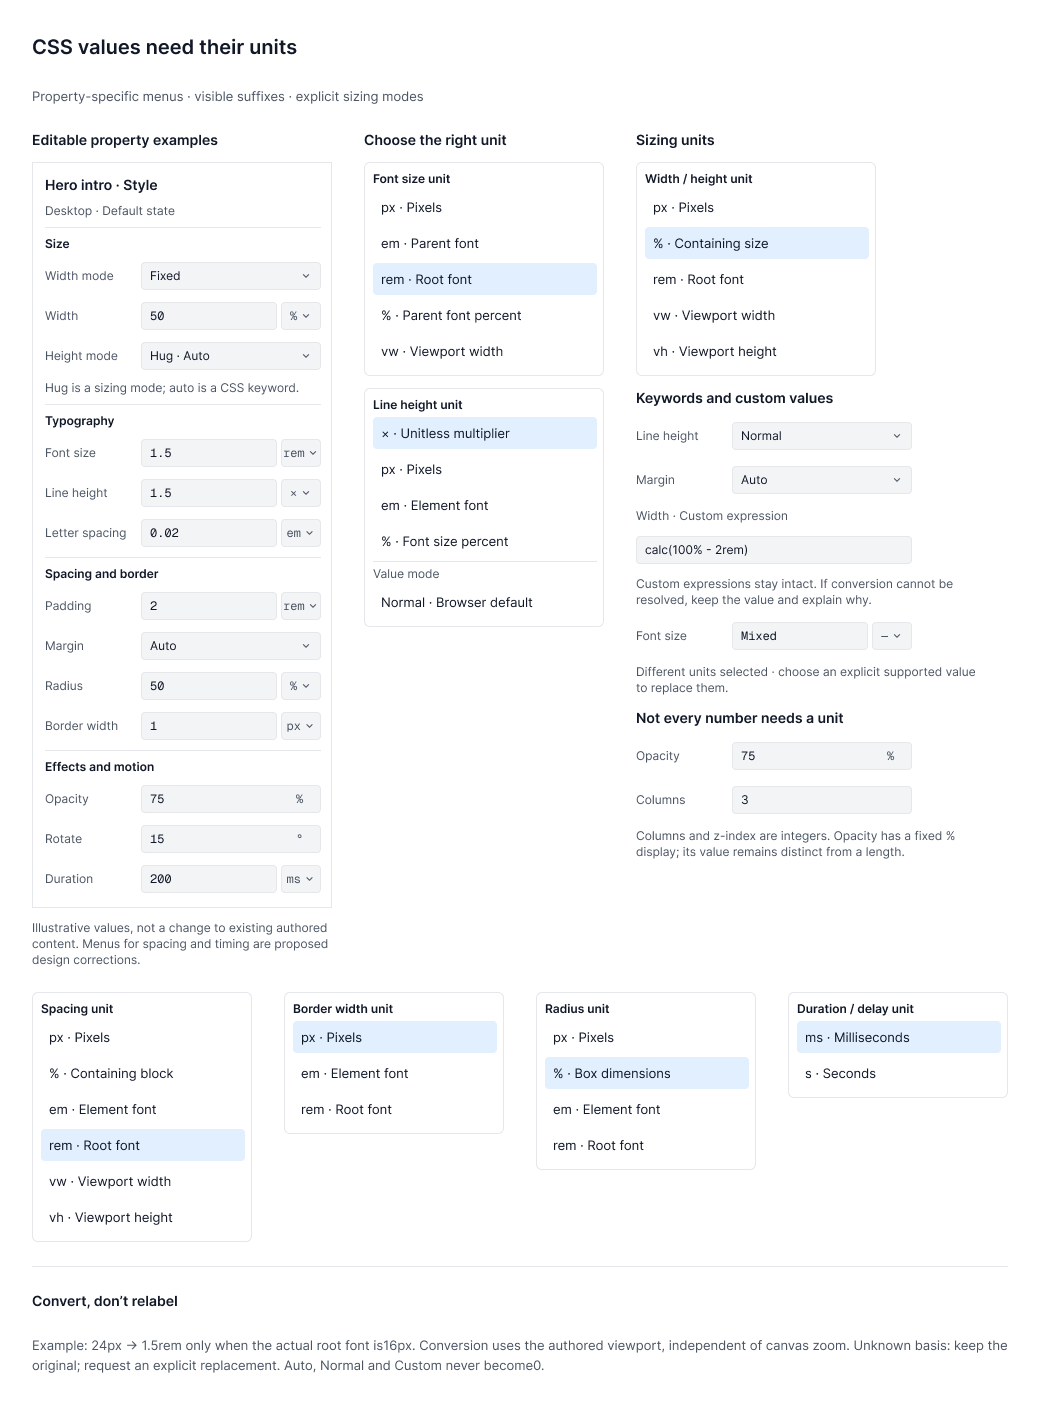 CSS values need their units
Property-specific menus · visible suffixes · explicit sizing modes
Editable property examples
Hero intro · Style
Desktop · Default state
Size
Width mode Fixed
Width 50 %
Height mode Hug · Auto
Hug is a sizing mode; auto is a CSS keyword.
Typography
Font size 1.5 rem
Line height 1.5 ×
Letter spacing 0.02 em
Spacing and border
Padding 2 rem
Margin Auto
Radius 50 %
Border width 1 px
Effects and motion
Opacity 75 %
Rotate 15 °
Duration 200 ms
Illustrative values, not a change to existing authored
content. Menus for spacing and timing are proposed
design corrections.
Choose the right unit
Font size unit
px · Pixels
em · Parent font
rem · Root font
% · Parent font percent
vw · Viewport width
Line height unit
× · Unitless multiplier
px · Pixels
em · Element font
% · Font size percent
Value mode
Normal · Browser default
Sizing units
Width / height unit
px · Pixels
% · Containing size
rem · Root font
vw · Viewport width
vh · Viewport height
Keywords and custom values
Line height Normal
Margin Auto
Width · Custom expression
calc(100% - 2rem)
Custom expressions stay intact. If conversion cannot be
resolved, keep the value and explain why.
Font size Mixed –
Different units selected · choose an explicit supported value
to replace them.
Not every number needs a unit
Opacity 75 %
Columns 3
Columns and z-index are integers. Opacity has a fixed %
display; its value remains distinct from a length.
Spacing unit
px · Pixels
% · Containing block
em · Element font
rem · Root font
vw · Viewport width
vh · Viewport height
Border width unit
px · Pixels
em · Element font
rem · Root font
Radius unit
px · Pixels
% · Box dimensions
em · Element font
rem · Root font
Duration / delay unit
ms · Milliseconds
s · Seconds
Convert, don’t relabel
Example: 24px → 1.5rem only when the actual root font is16px. Conversion uses the authored viewport, independent of canvas zoom. Unknown basis: keep the
original; request an explicit replacement. Auto, Normal and Custom never become0.